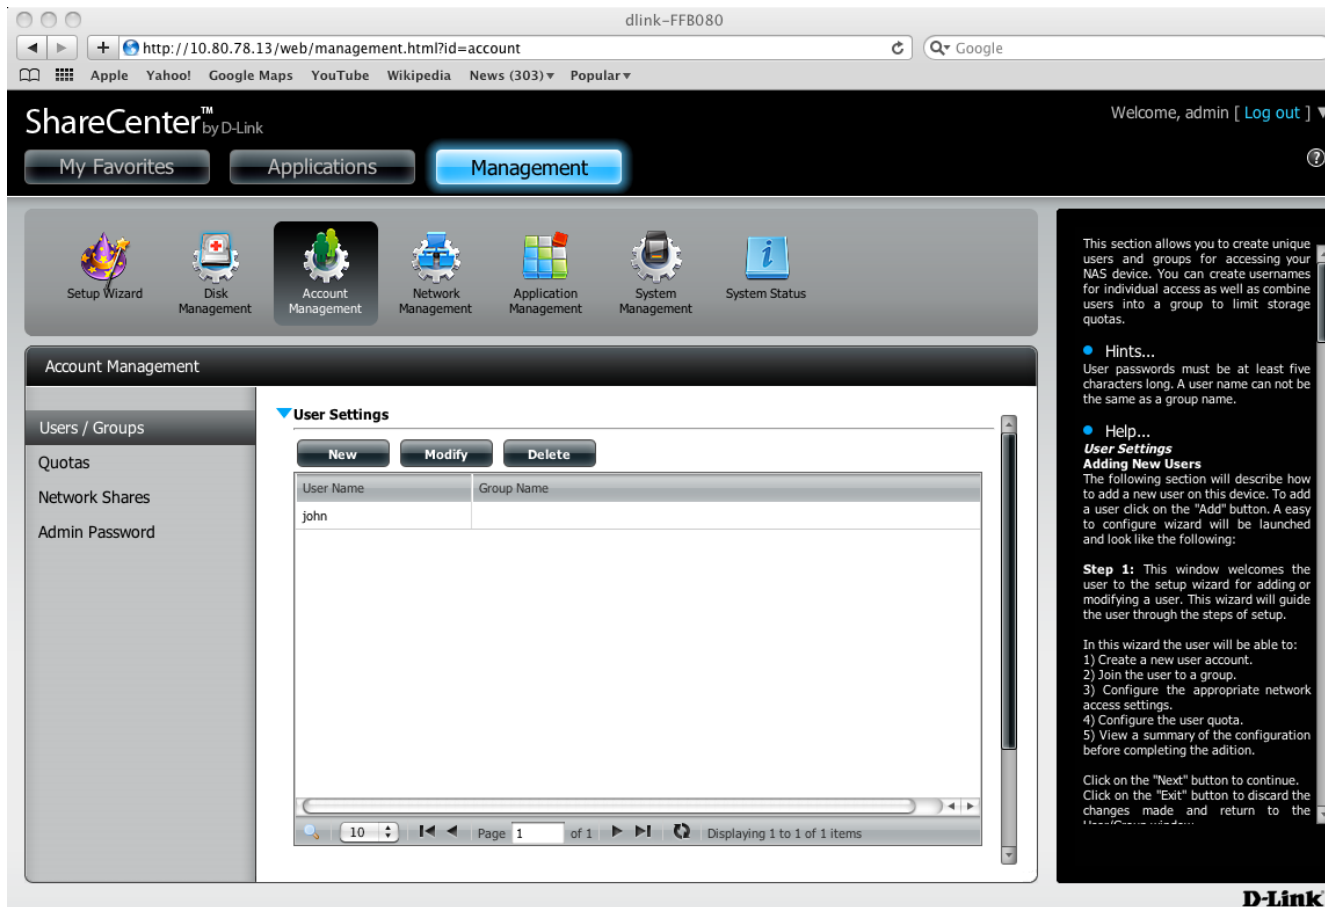 dlink-FFB080
http://10.80.78.13/web/management.html?id=account
Google
Apple Yahoo! Google Maps YouTube Wikipedia News (303) Popular
ShareCenter™ by D-Link
Welcome, admin [ Log out ]
My Favorites Applications Management
?
Setup Wizard
Disk Management
Account Management
Network Management
Application Management
System Management
System Status
Account Management
Users / Groups
Quotas
Network Shares
Admin Password
User Settings
New Modify Delete
User Name Group Name
john
10 Page 1 of 1 Displaying 1 to 1 of 1 items
This section allows you to create unique
users and groups for accessing your
NAS device. You can create usernames
for individual access as well as combine
users into a group to limit storage
quotas.
Hints...
User passwords must be at least five
characters long. A user name can not be
the same as a group name.
Help...
User Settings
Adding New Users
The following section will describe how
to add a new user on this device. To add
a user click on the "Add" button. A easy
to configure wizard will be launched
and look like the following:
Step 1: This window welcomes the
user to the setup wizard for adding or
modifying a user. This wizard will guide
the user through the steps of setup.
In this wizard the user will be able to:
1) Create a new user account.
2) Join the user to a group.
3) Configure the appropriate network
access settings.
4) Configure the user quota.
5) View a summary of the configuration
before completing the adition.
Click on the "Next" button to continue.
Click on the "Exit" button to discard the
changes made and return to the
D-Link